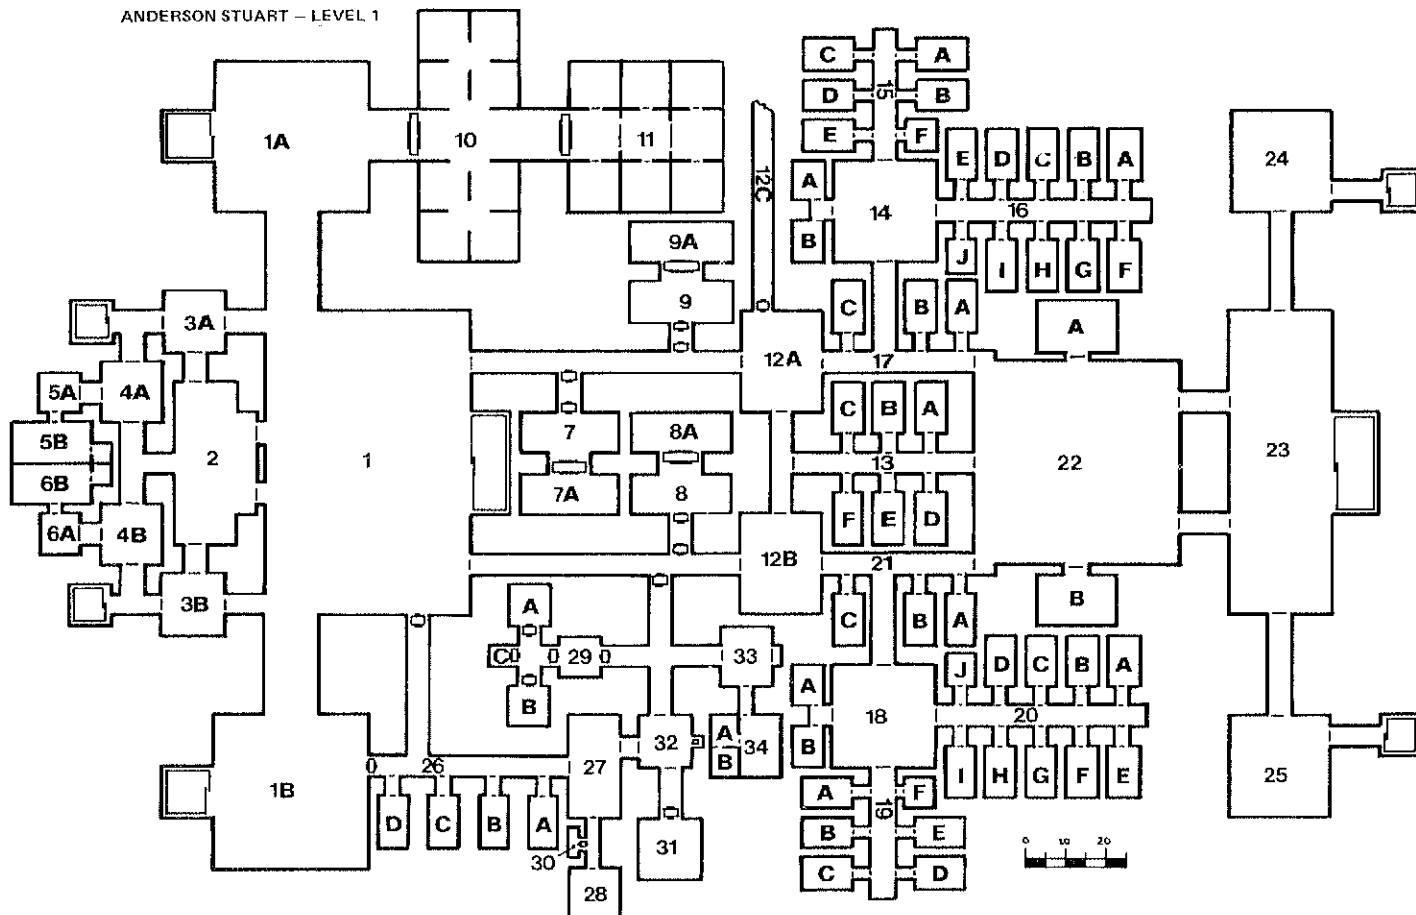 ANDERSON STUART – LEVEL 1
C A
D 15 B
E F
1A 10 11
12C
A E D C B A
24
14 16
B J I H G F
9A
9
C B A
A
3A
12A 17
5A 4A
C B A
7 8A
5B
2 1 13 22 23
6B
7A 8
F E D
6A 4B
12B 21
3B
A C B A B
C 29 33
B
J D C B A
A
18 20
32 A 34
B B
26 27
I H G F E
25
1B
D C B A
A F
19
B E
30 31
C D
28
0 10 20